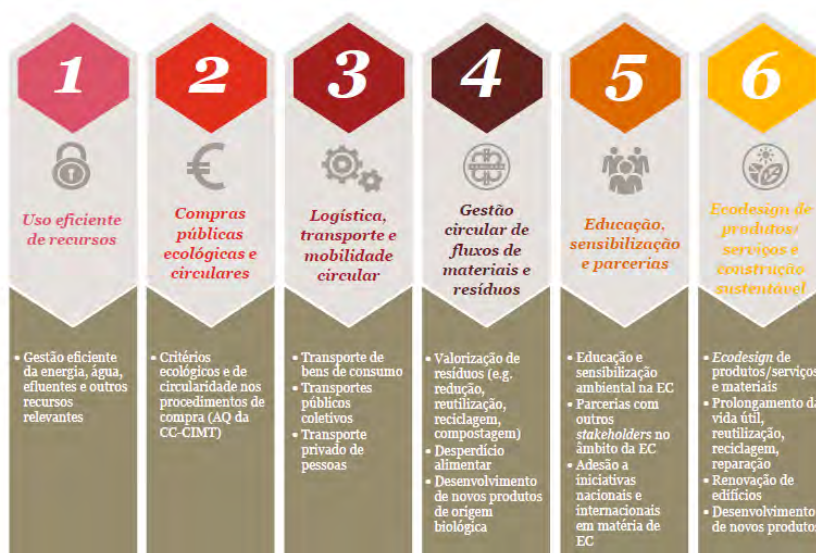 1
Uso eficiente
de recursos
• Gestão eficiente
da energia, água,
efluentes e outros
recursos
relevantes
2
Compras
públicas
ecológicas e
circulares
• Critérios
ecológicos e de
circularidade nos
procedimentos de
compra (AQ da
CC-CIMT)
3
Logística,
transporte e
mobilidade
circular
• Transporte de
bens de consumo
• Transportes
públicos
coletivos
• Transporte
privado de
pessoas
4
Gestão
circular de
fluxos de
materiais e
resíduos
• Valorização de
resíduos (e.g.
redução,
reutilização,
reciclagem,
compostagem)
• Desperdício
alimentar
• Desenvolvimento
de novos produtos
de origem
biológica
5
Educação,
sensibilização
e parcerias
• Educação e
sensibilização
ambiental na EC
• Parcerias com
outros
stakeholders no
âmbito da EC
• Adesão a
iniciativas
nacionais e
internacionais
em matéria de
EC
6
Ecodesign de
produtos/
serviços e
construção
sustentável
• Ecodesign de
produtos/serviços
e materiais
• Prolongamento da
vida útil,
reutilização,
reciclagem,
reparação
• Renovação de
edifícios
• Desenvolvimento
de novos produtos